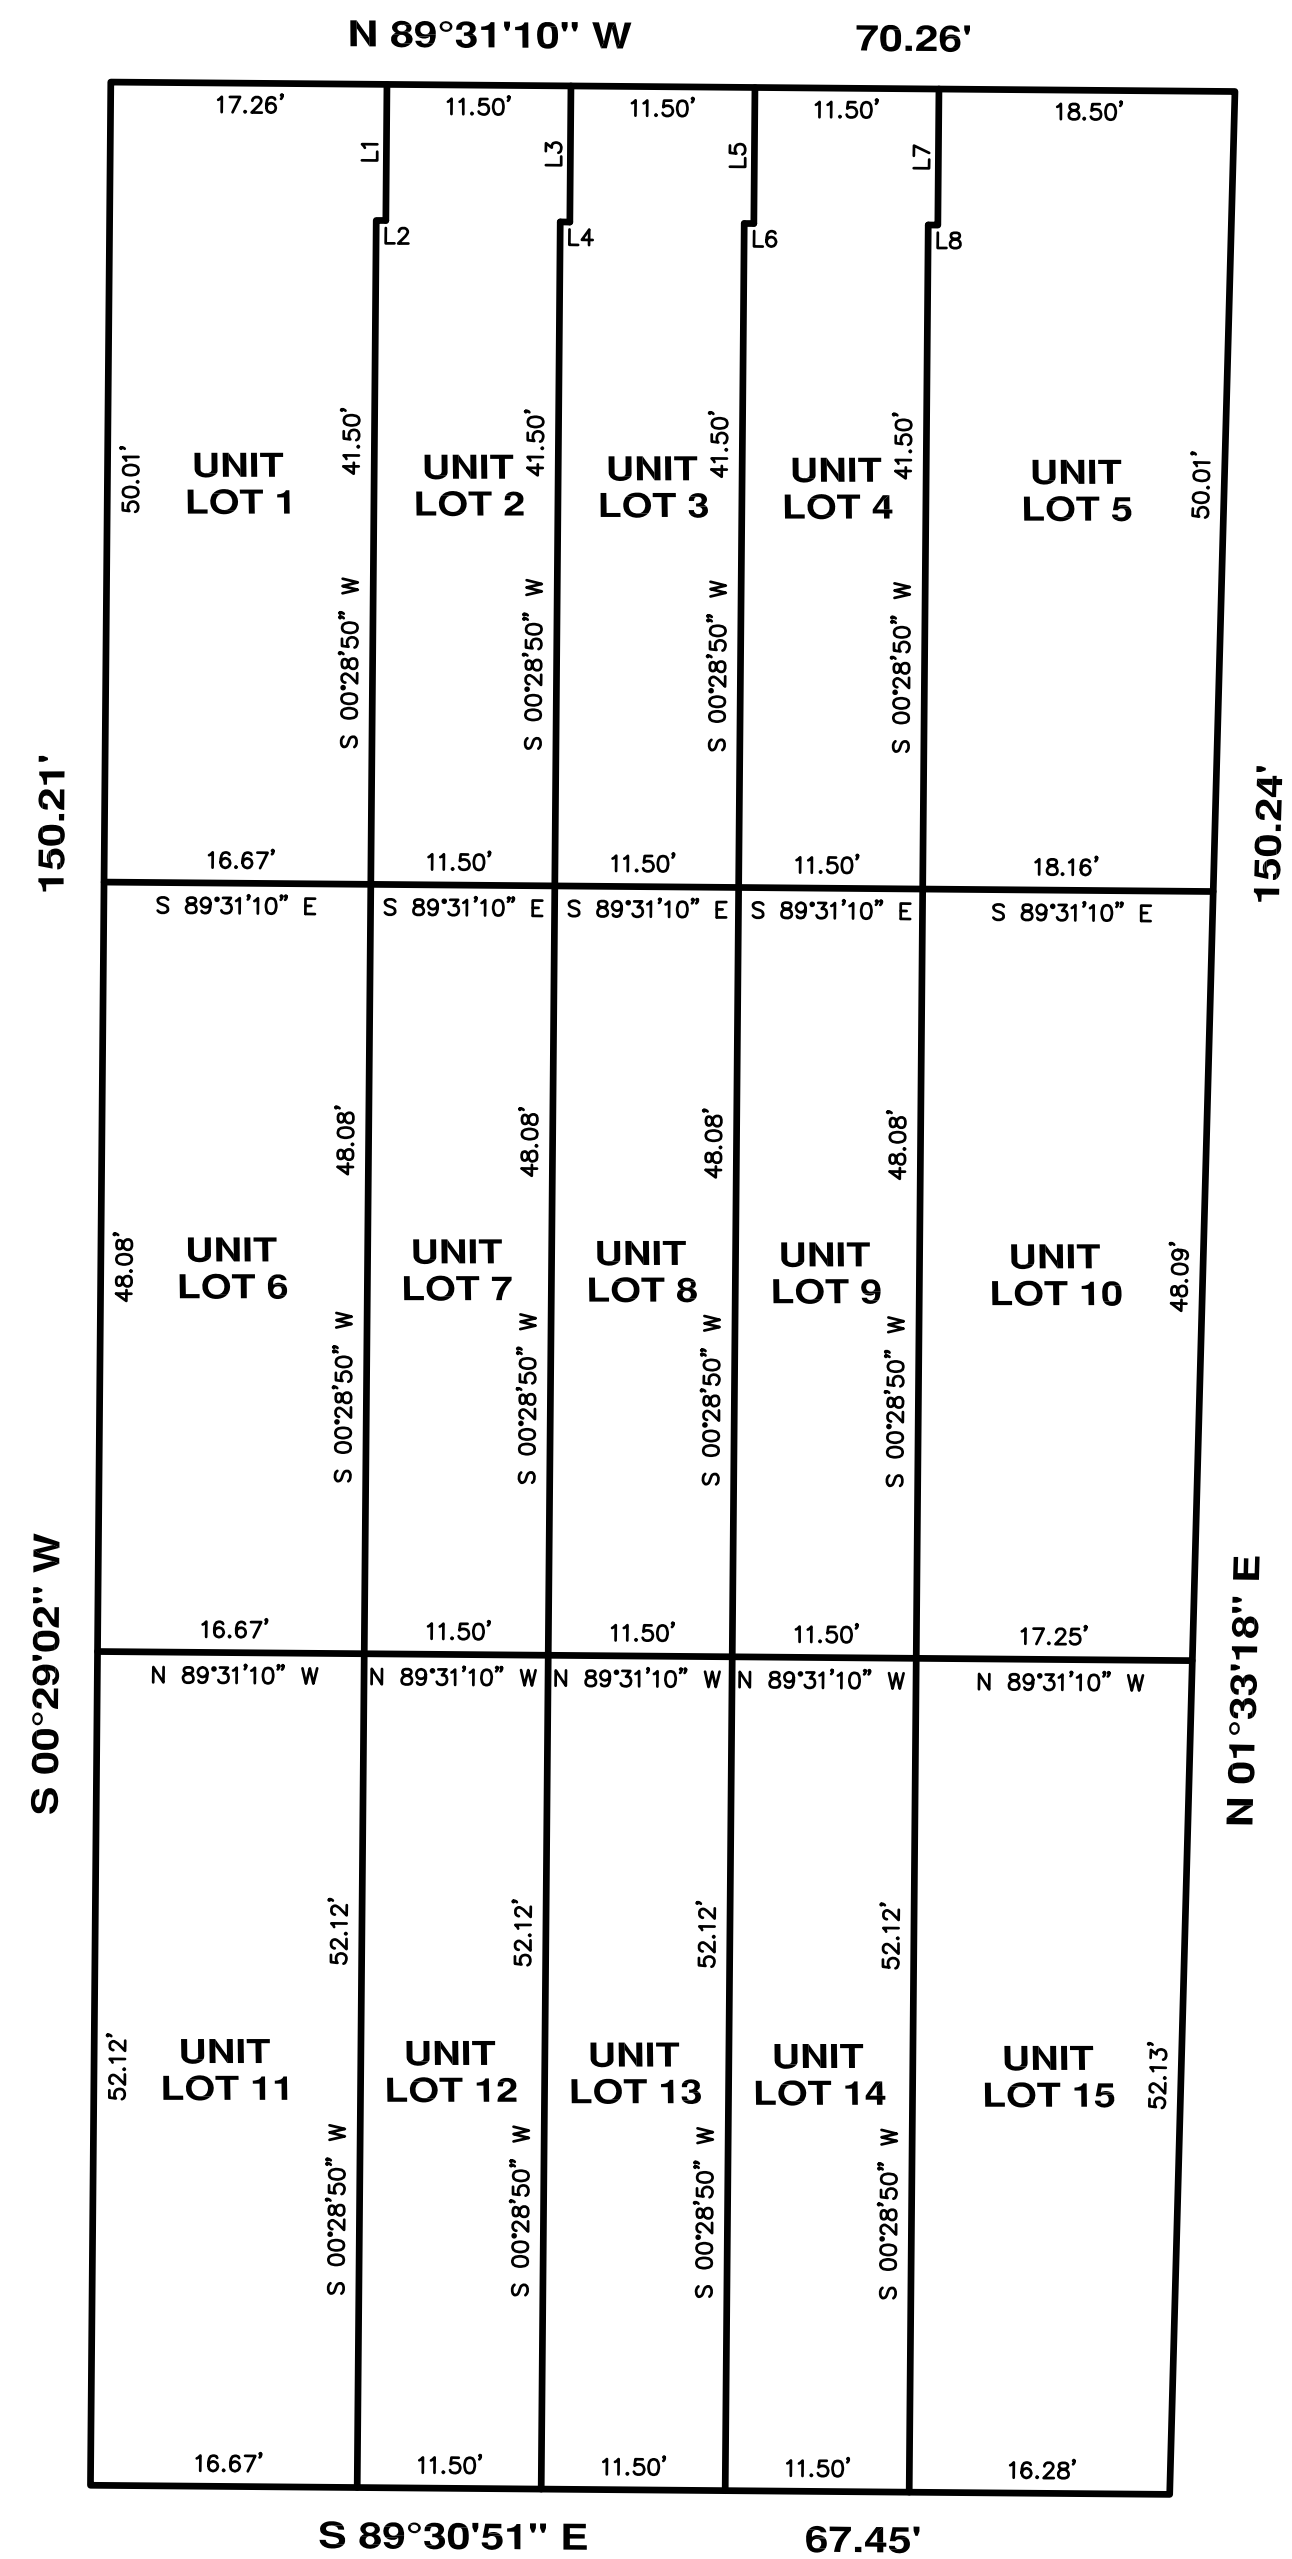 N 89°31'10" W 70.26'
17.26' 11.50' 11.50' 11.50' 18.50'
L1 L3 L5 L7
L2 L4 L6 L8
41.50' 41.50' 41.50' 41.50'
50.01' 50.01'
UNIT UNIT UNIT UNIT UNIT
LOT 1 LOT 2 LOT 3 LOT 4 LOT 5
S 00°28'50" W S 00°28'50" W S 00°28'50" W S 00°28'50" W
150.21' 150.24'
16.67' 11.50' 11.50' 11.50' 18.16'
S 89°31'10" E S 89°31'10" E S 89°31'10" E S 89°31'10" E S 89°31'10" E
48.08' 48.08' 48.08' 48.08'
48.08' 48.09'
UNIT UNIT UNIT UNIT UNIT
LOT 6 LOT 7 LOT 8 LOT 9 LOT 10
S 00°28'50" W S 00°28'50" W S 00°28'50" W S 00°28'50" W
16.67' 11.50' 11.50' 11.50' 17.25'
S 00°29'02" W N 01°33'18" E
N 89°31'10" W N 89°31'10" W N 89°31'10" W N 89°31'10" W N 89°31'10" W
52.12' 52.12' 52.12' 52.12'
52.12' 52.13'
UNIT UNIT UNIT UNIT UNIT
LOT 11 LOT 12 LOT 13 LOT 14 LOT 15
S 00°28'50" W S 00°28'50" W S 00°28'50" W S 00°28'50" W
16.67' 11.50' 11.50' 11.50' 16.28'
S 89°30'51" E 67.45'